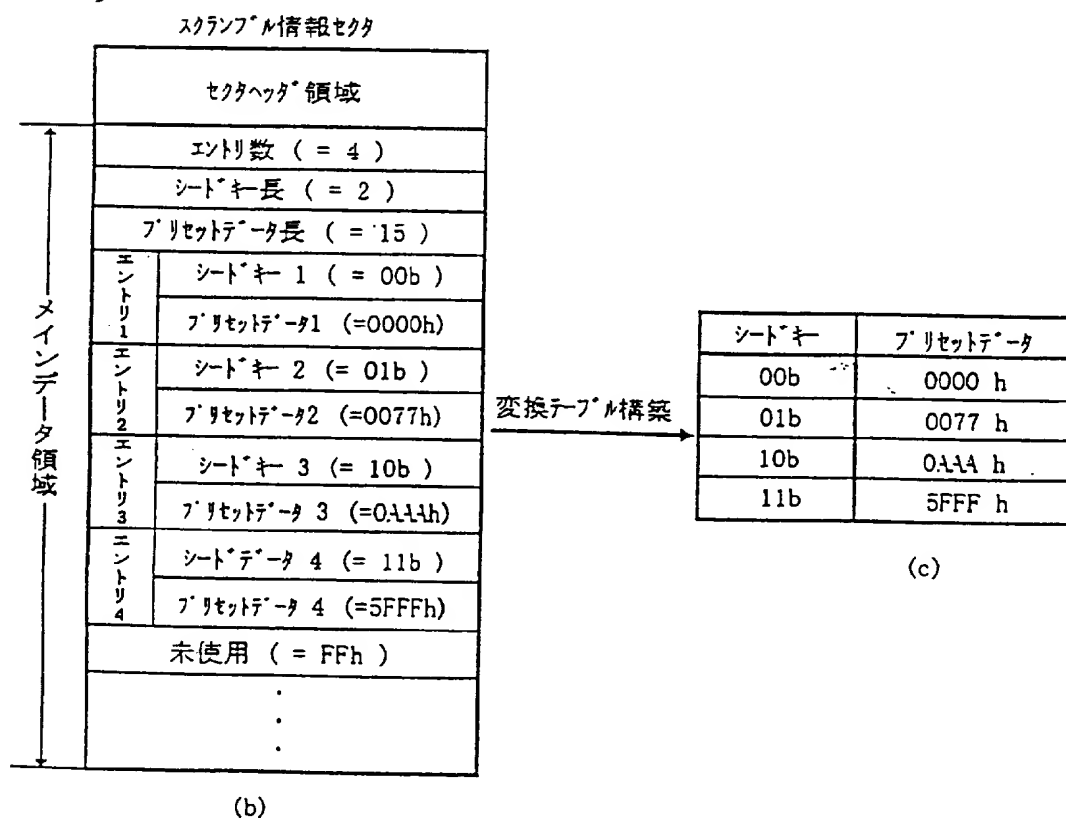 スクランブル情報セクタ
セクタヘッダ領域
エントリ数 ( = 4 )
シードキー長 ( = 2 )
プリセットデータ長 ( = 15 )
エントリ1
シードキー 1 ( = 00b )
プリセットデータ1 (=0000h)
エントリ2
シードキー 2 (= 01b )
プリセットデータ2 (=0077h)
エントリ3
シードキー 3 (= 10b )
プリセットデータ 3 (=0AAAh)
エントリ4
シードデータ 4 (= 11b )
プリセットデータ 4 (=5FFFh)
未使用 ( = FFh )
メインデータ領域
(b)
変換テーブル構築
シードキー プリセットデータ
00b 0000 h
01b 0077 h
10b 0AAA h
11b 5FFF h
(c)